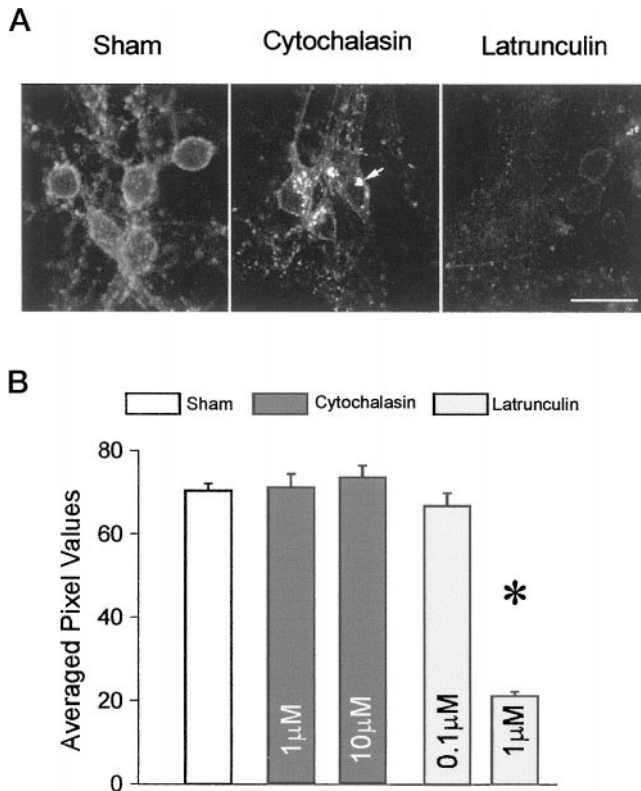 A
Sham Cytochalasin Latrunculin
B
Sham Cytochalasin Latrunculin
Averaged Pixel Values
80
60
40
20
0
1μM
10μM
0.1μM
1μM
*